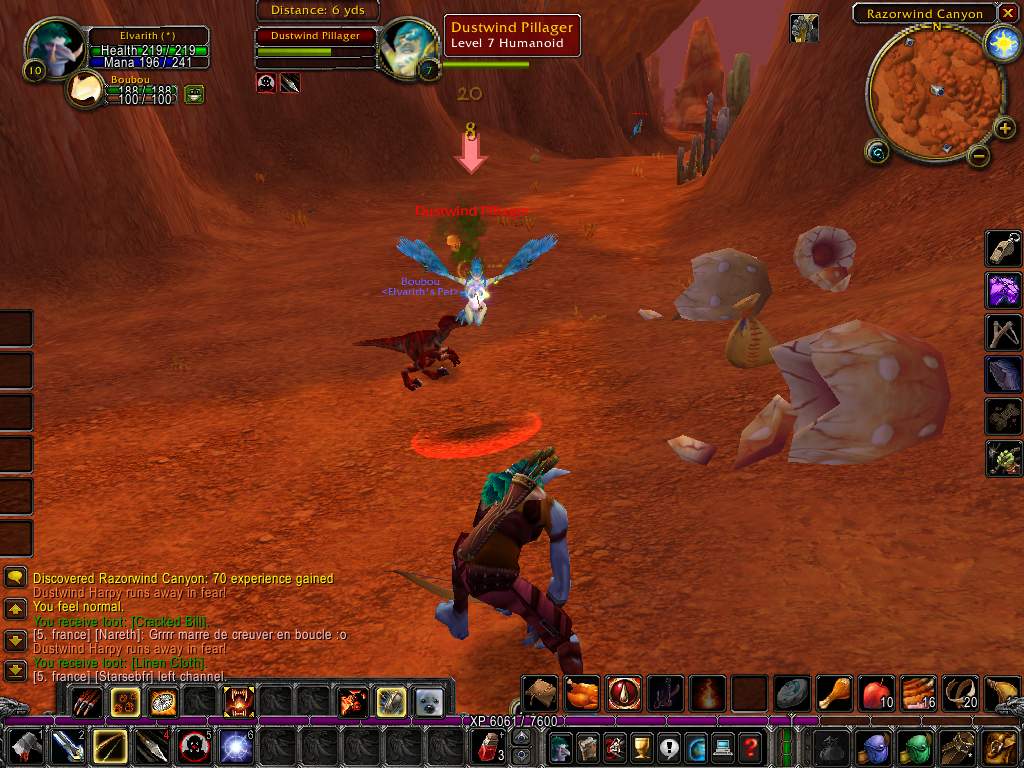 Distance: 6 yds
Elvarith (*)
Health 219 / 219
Mana 196 / 241
10
Boubou
188 / 188
100 / 100
Dustwind Pillager
7
Dustwind Pillager
Level 7 Humanoid
Razorwind Canyon
N
20
8
Dustwind Pillager
Boubou
<Elvarith's Pet>
Discovered Razorwind Canyon: 70 experience gained
Dustwind Harpy runs away in fear!
You feel normal.
You receive loot: [Cracked Bill].
[5. france] [Nareth]: Grrrr marre de creuver en boucle :o
Dustwind Harpy runs away in fear!
You receive loot: [Linen Cloth].
[5. france] [Starsebfr] left channel.
10
16
20
XP 6061 / 7600
2
4
5
6
3